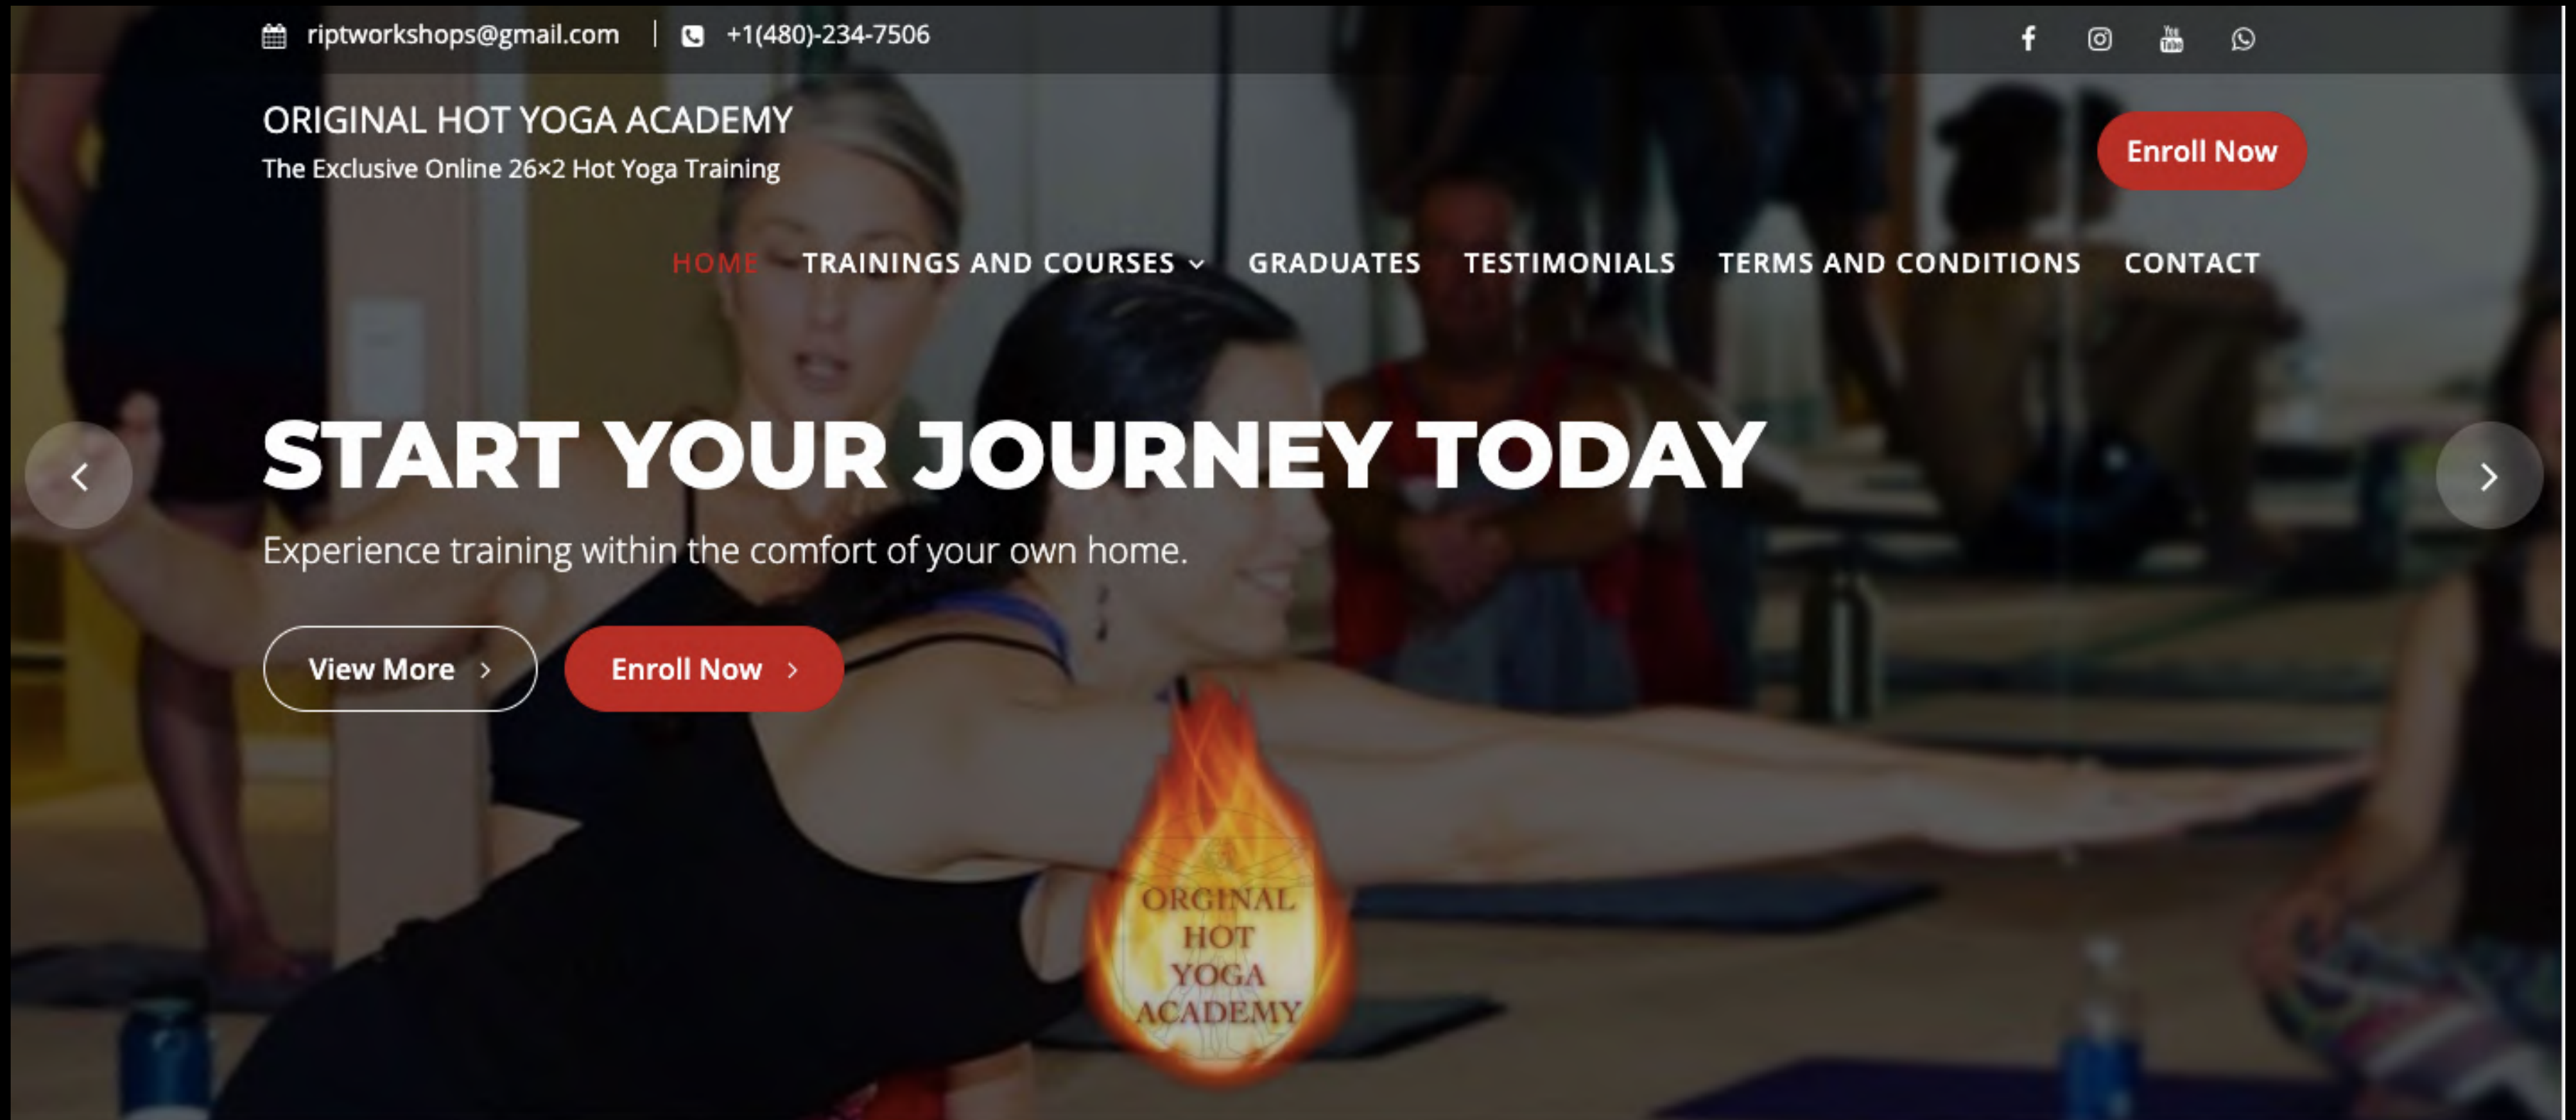 riptworkshops@gmail.com | +1(480)-234-7506
ORIGINAL HOT YOGA ACADEMY
The Exclusive Online 26×2 Hot Yoga Training
Enroll Now
HOME TRAININGS AND COURSES GRADUATES TESTIMONIALS TERMS AND CONDITIONS CONTACT
START YOUR JOURNEY TODAY
Experience training within the comfort of your own home.
View More Enroll Now
ORGINAL
HOT
YOGA
ACADEMY